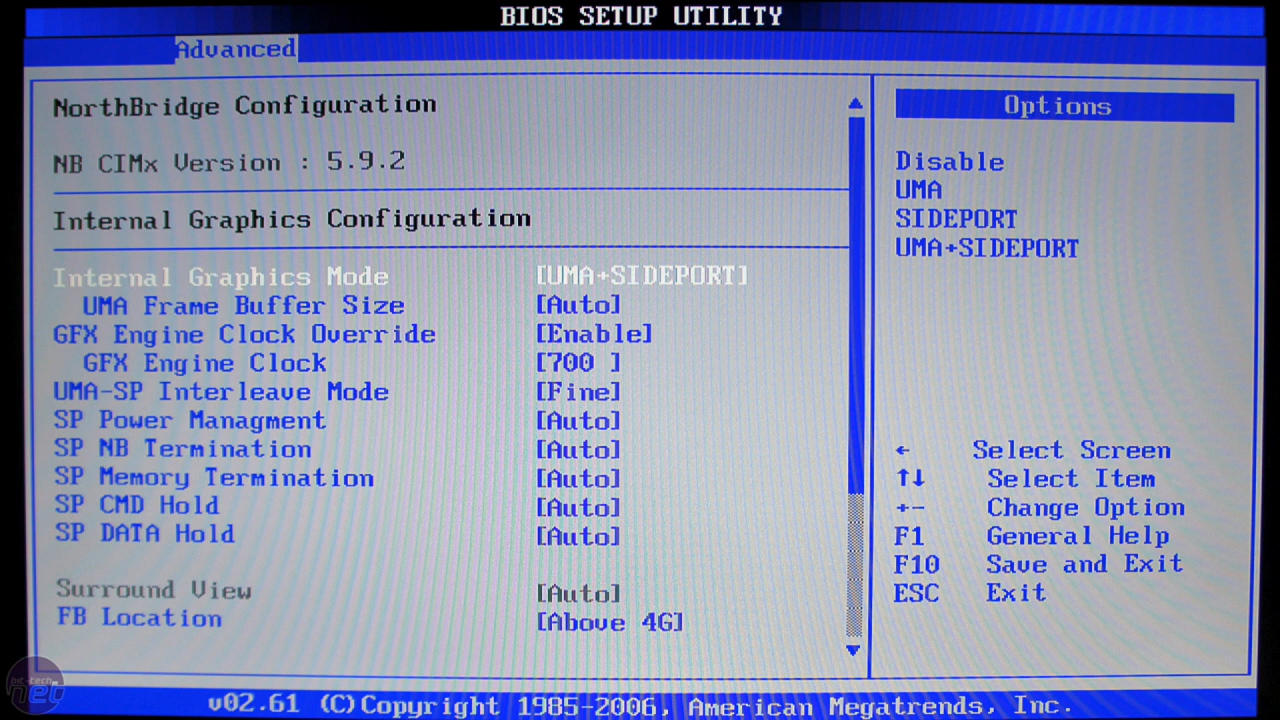 BIOS SETUP UTILITY
Advanced
NorthBridge Configuration
NB CIMx Version : 5.9.2
Internal Graphics Configuration
Internal Graphics Mode [UMA+SIDEPORT]
UMA Frame Buffer Size [Auto]
GFX Engine Clock Override [Enable]
GFX Engine Clock [700 ]
UMA-SP Interleave Mode [Fine]
SP Power Managment [Auto]
SP NB Termination [Auto]
SP Memory Termination [Auto]
SP CMD Hold [Auto]
SP DATA Hold [Auto]
Surround View [Auto]
FB Location [Above 4G]
Options
Disable
UMA
SIDEPORT
UMA+SIDEPORT
← Select Screen
↑↓ Select Item
+- Change Option
F1 General Help
F10 Save and Exit
ESC Exit
bit-tech
net
v02.61 (C)Copyright 1985-2006, American Megatrends, Inc.